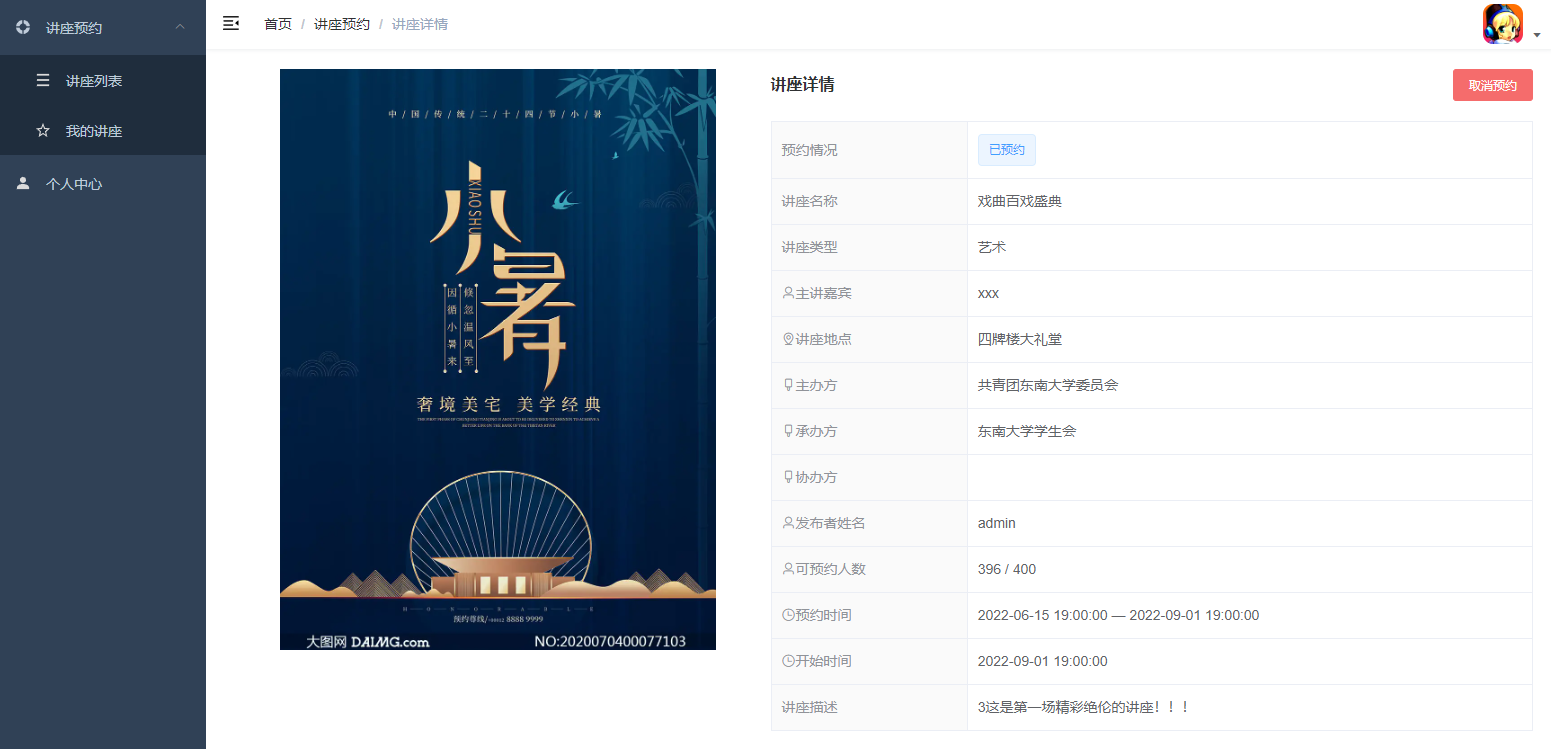 讲座预约
讲座列表
我的讲座
个人中心
首页 / 讲座预约 / 讲座详情
中/国/传/统/二/十/四/节/小/暑
小暑
XIAO SHU
倏忽温风至
因循小暑来
奢境美宅 美学经典
HONORABLE
预约尊线/ 8888 9999
大图网 DAIMG.com
NO:2020070400077103
讲座详情
取消预约
预约情况 已预约
讲座名称 戏曲百戏盛典
讲座类型 艺术
主讲嘉宾 xxx
讲座地点 四牌楼大礼堂
主办方 共青团东南大学委员会
承办方 东南大学学生会
协办方
发布者姓名 admin
可预约人数 396 / 400
预约时间 2022-06-15 19:00:00 — 2022-09-01 19:00:00
开始时间 2022-09-01 19:00:00
讲座描述 3这是第一场精彩绝伦的讲座！！！